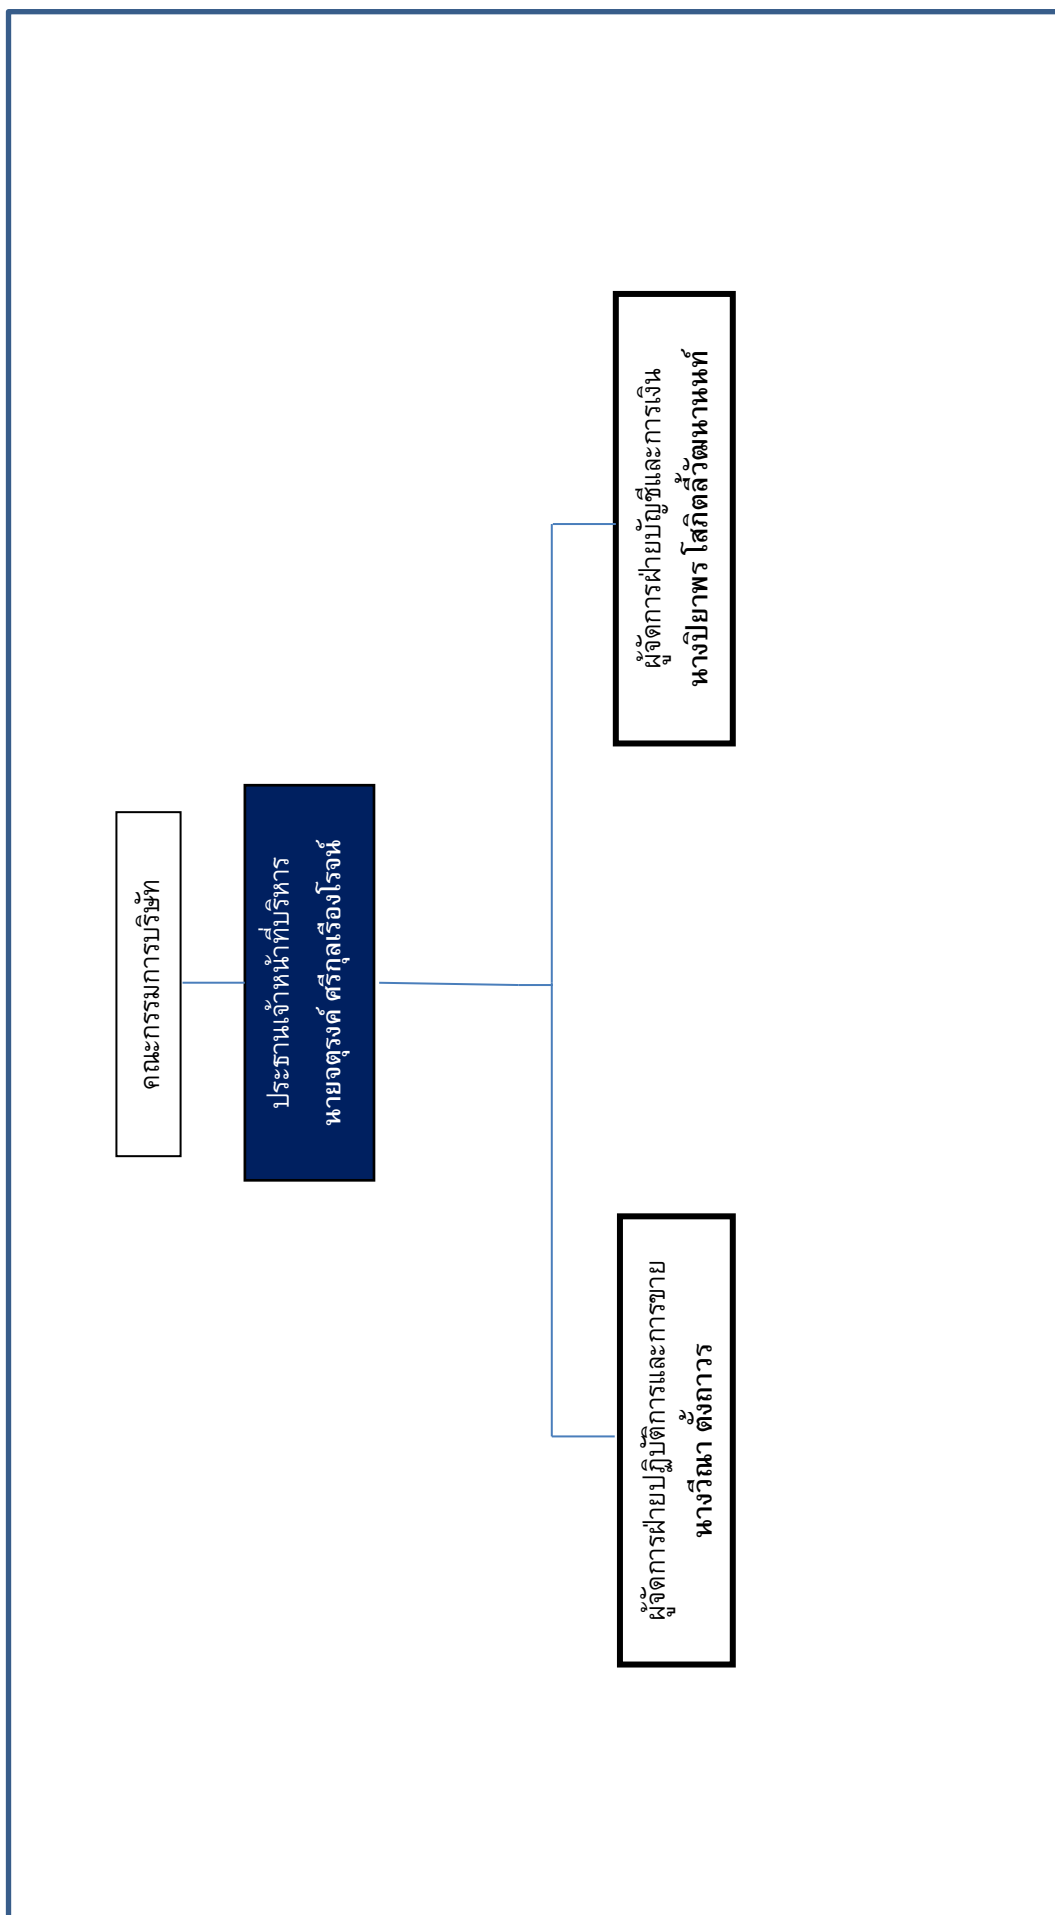 คณะกรรมการบริษัท
ประธานเจ้าหน้าที่บริหาร
นายจตุรงค์ ศรีกุลเรืองโรจน์
ผู้จัดการฝ่ายปฏิบัติการและการขาย
นางวีณา ตั้งถาวร
ผู้จัดการฝ่ายบัญชีและการเงิน
นางปิยาพร โสภิตลี้วัฒนานนท์